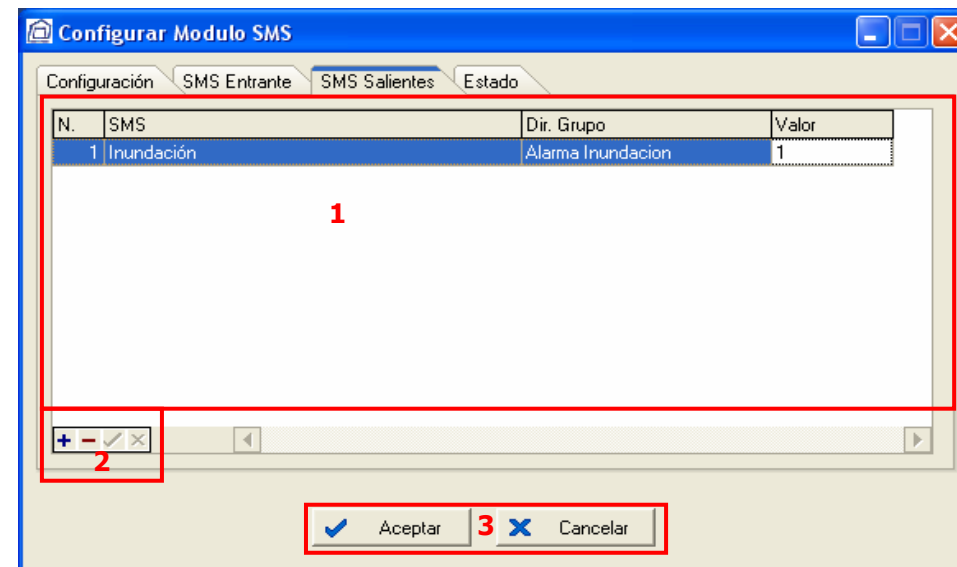 Configurar Modulo SMS
Configuración SMS Entrante SMS Salientes Estado
N. SMS Dir. Grupo Valor
1 Inundación Alarma Inundacion 1
1
2
Aceptar 3 Cancelar